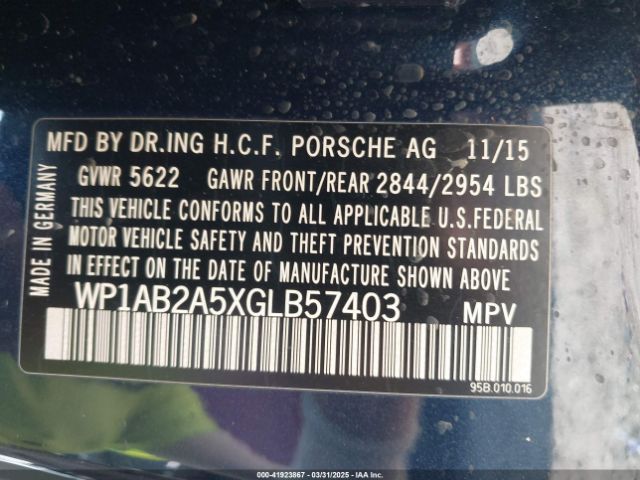 MFD BY DR.ING H.C.F. PORSCHE AG 11/15
GVWR 5622 GAWR FRONT/REAR 2844/2954 LBS
THIS VEHICLE CONFORMS TO ALL APPLICABLE U.S.FEDERAL
MOTOR VEHICLE SAFETY AND THEFT PREVENTION STANDARDS
IN EFFECT ON THE DATE OF MANUFACTURE SHOWN ABOVE
WP1AB2A5XGLB57403 MPV
95B.010.016
MADE IN GERMANY
000-41923867 - 03/31/2025 - IAAI Inc.